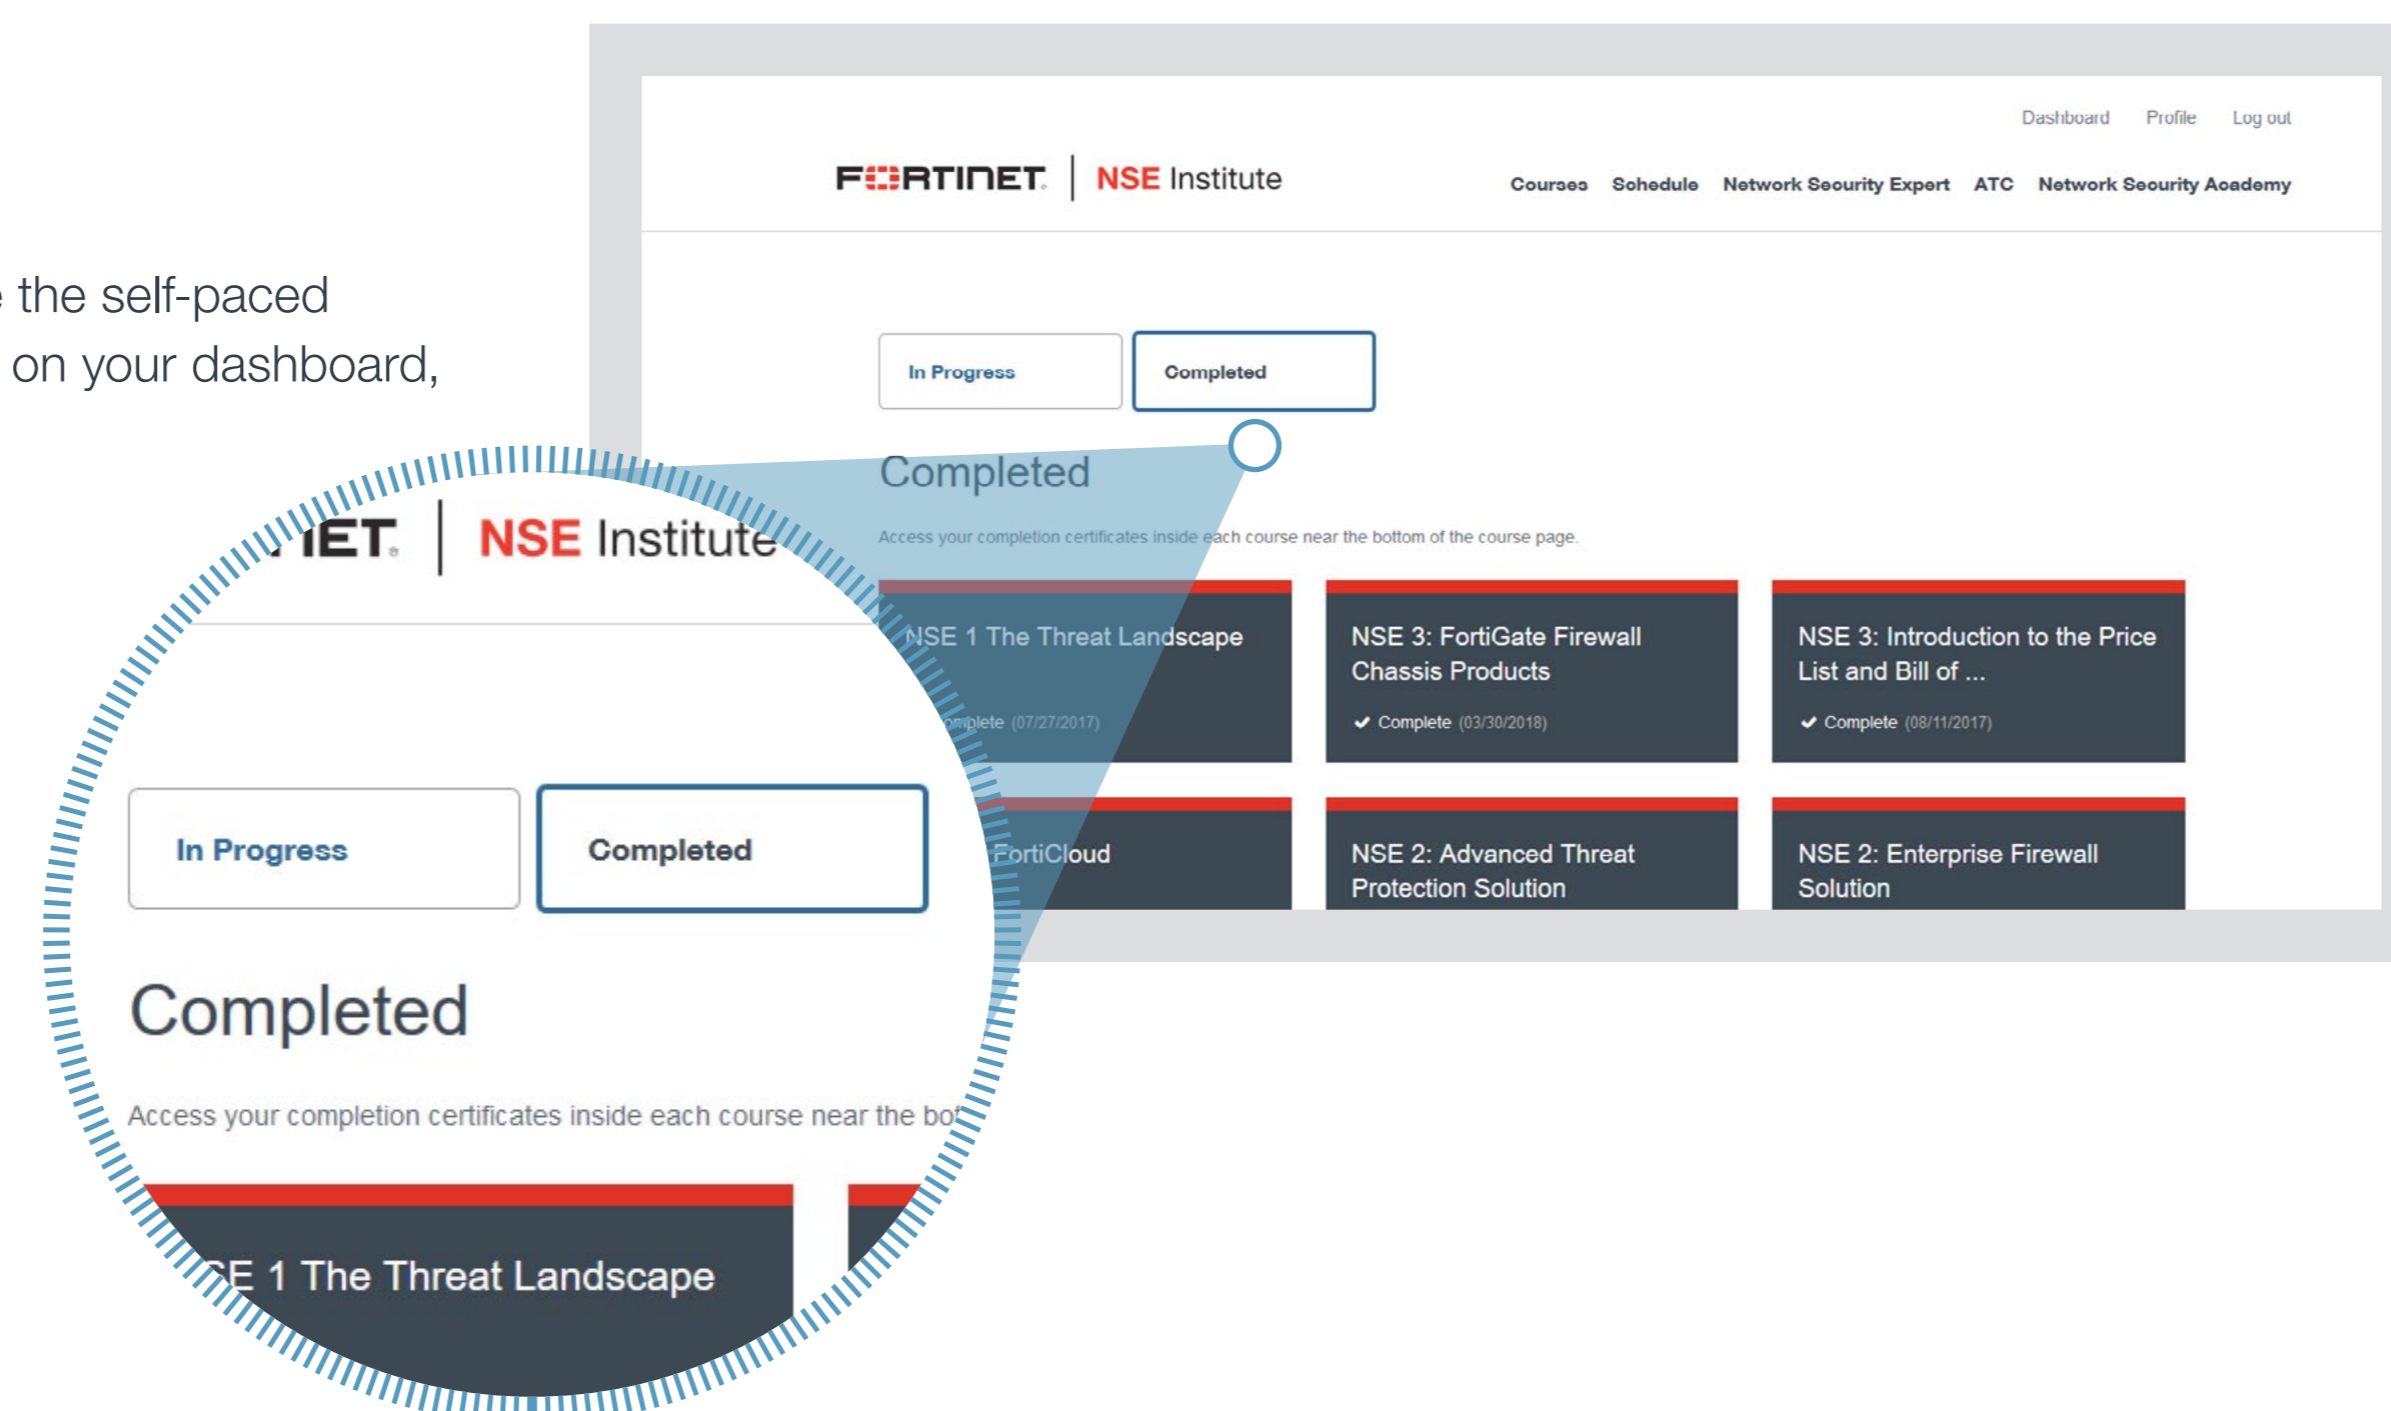 Dashboard Profile Log out
FORTINET. | NSE Institute
Courses Schedule Network Security Expert ATC Network Security Academy
the self-paced
on your dashboard,
In Progress
Completed
Completed
Access your completion certificates inside each course near the bottom of the course page.
NSE 1 The Threat Landscape
Complete (07/27/2017)
NSE 3: FortiGate Firewall
Chassis Products
✔ Complete (03/30/2018)
NSE 3: Introduction to the Price
List and Bill of ...
✔ Complete (08/11/2017)
FortiCloud
NSE 2: Advanced Threat
Protection Solution
NSE 2: Enterprise Firewall
Solution
NET. | NSE Institute
In Progress
Completed
Completed
Access your completion certificates inside each course near the bot
SE 1 The Threat Landscape